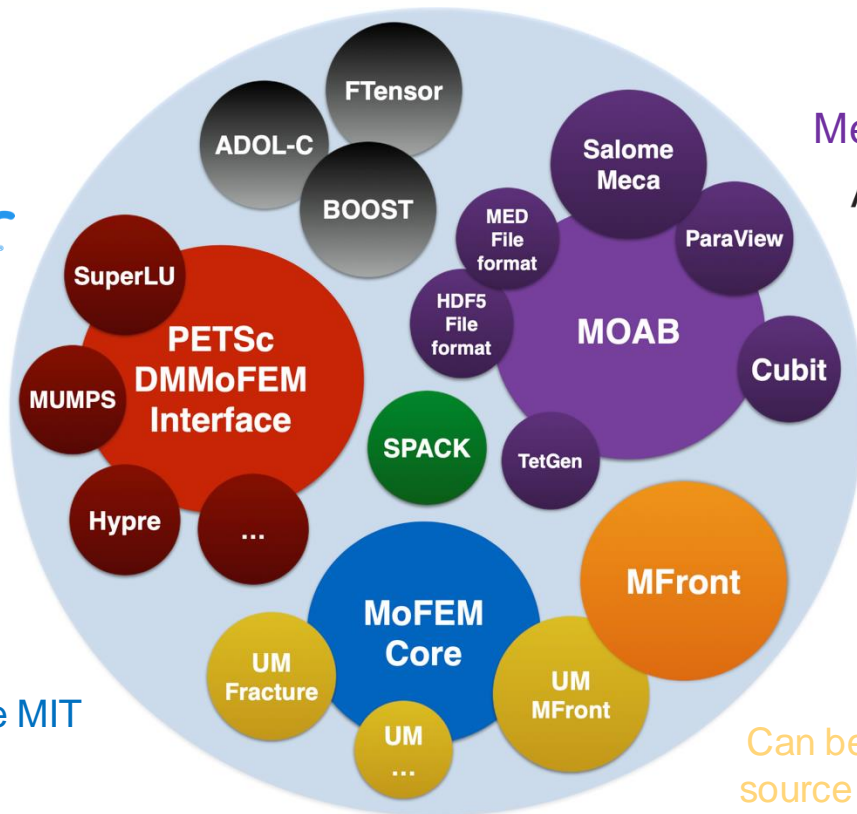 FTensor
ADOL-C
BOOST
Salome
Meca
MED
File
format
ParaView
HDF5
File
format
MOAB
Cubit
TetGen
SuperLU
PETSc
DMMoFEM
Interface
MUMPS
Hypre
...
SPACK
MoFEM
Core
UM
Fracture
UM
...
UM
MFront
MFront
MIT
Can be
source